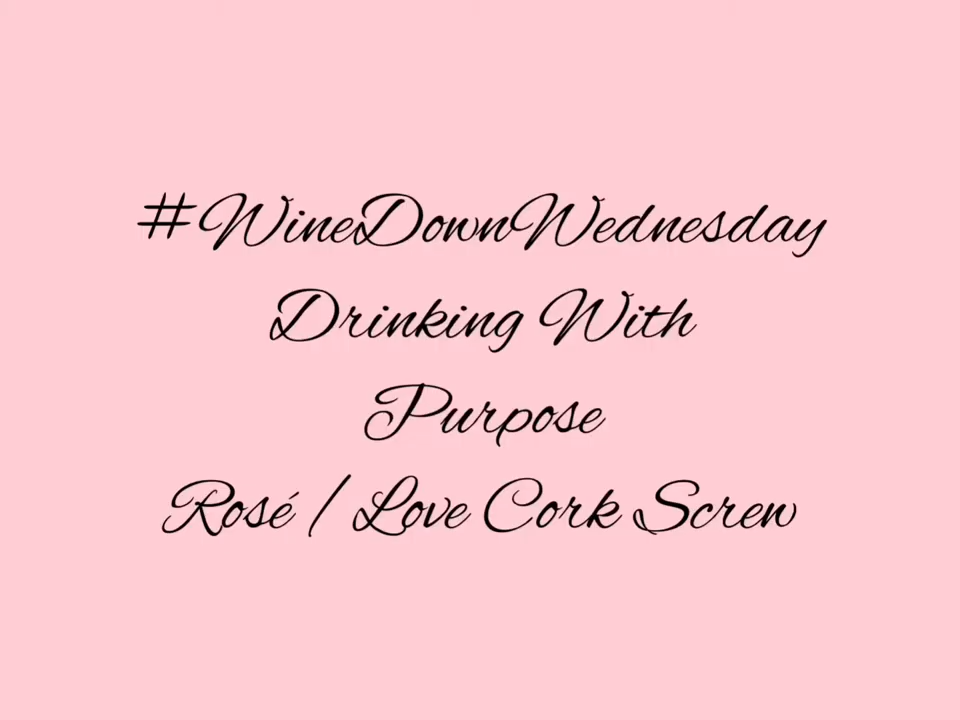 #WineDownWednesday
Drinking With
Purpose
Rosé / Love Cork Screw